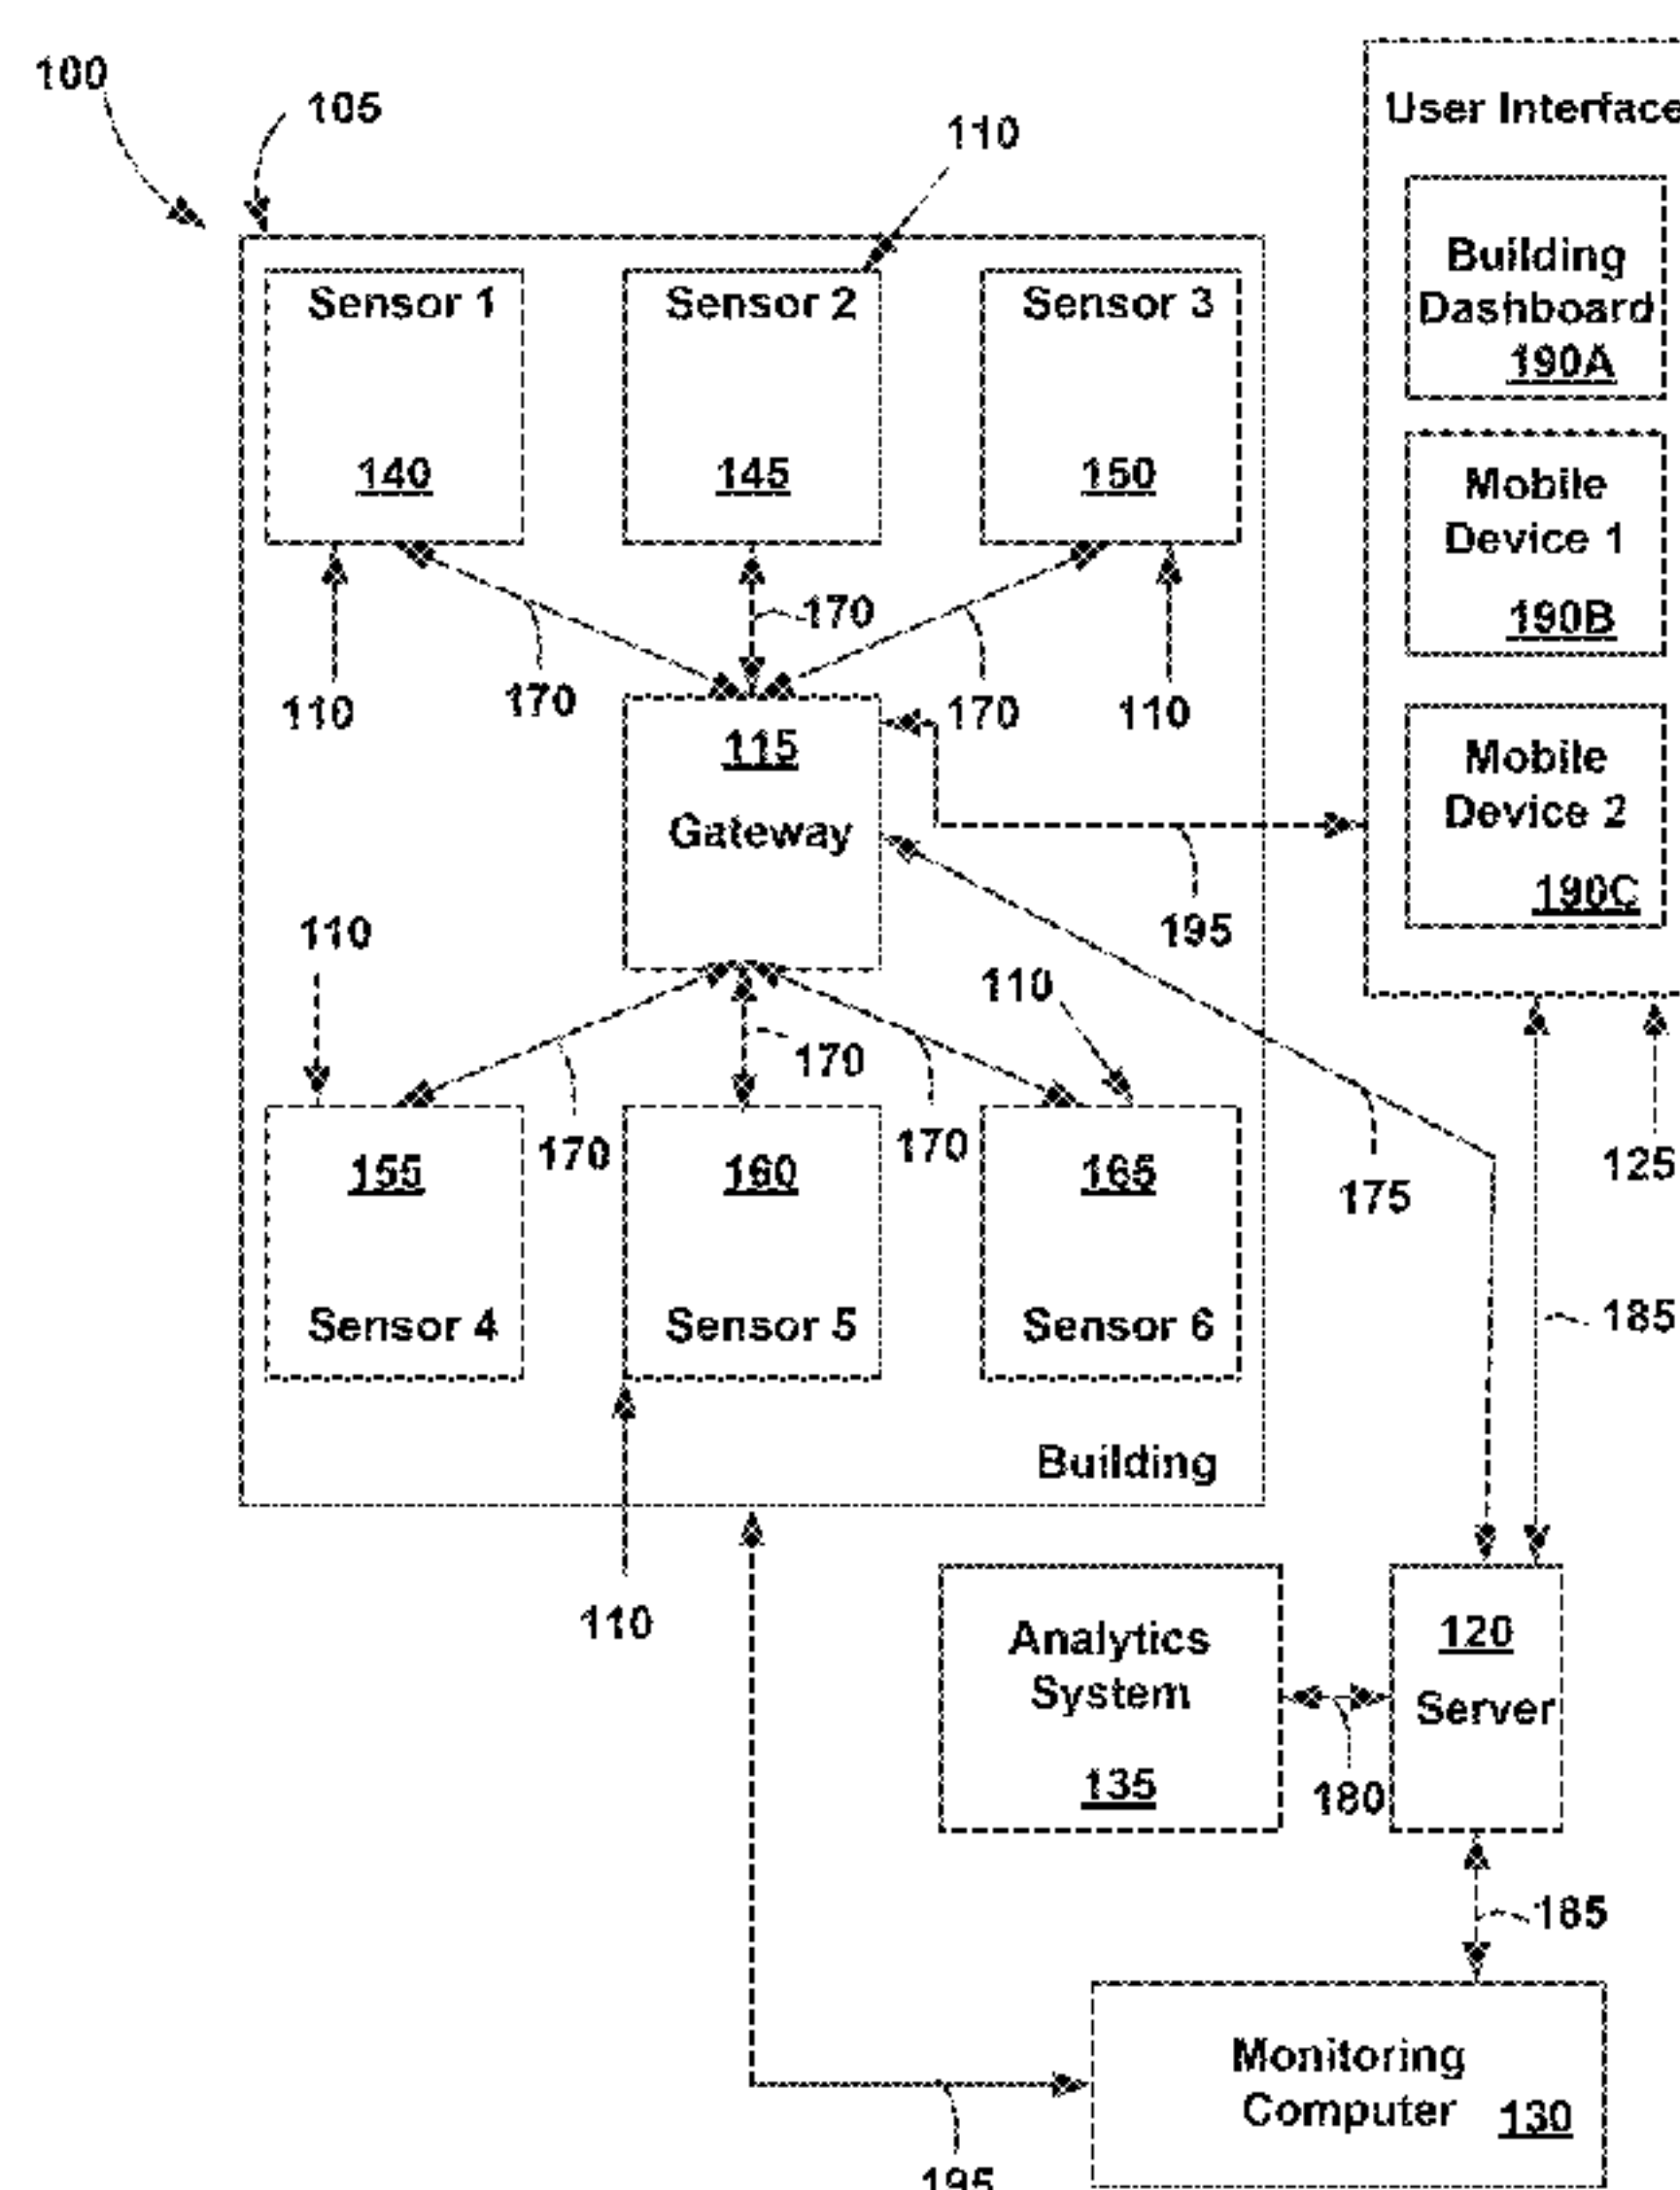 100
105
110
User Interface
Sensor 1
Sensor 2
Sensor 3
Building
Dashboard
190A
140
145
150
Mobile
Device 1
190B
110
170
170
170
110
115
Gateway
Mobile
Device 2
190C
195
110
110
170
170
170
175
125
155
160
165
Sensor 4
Sensor 5
Sensor 6
185
Building
110
Analytics
System
135
120
Server
180
185
Monitoring
Computer
130
195